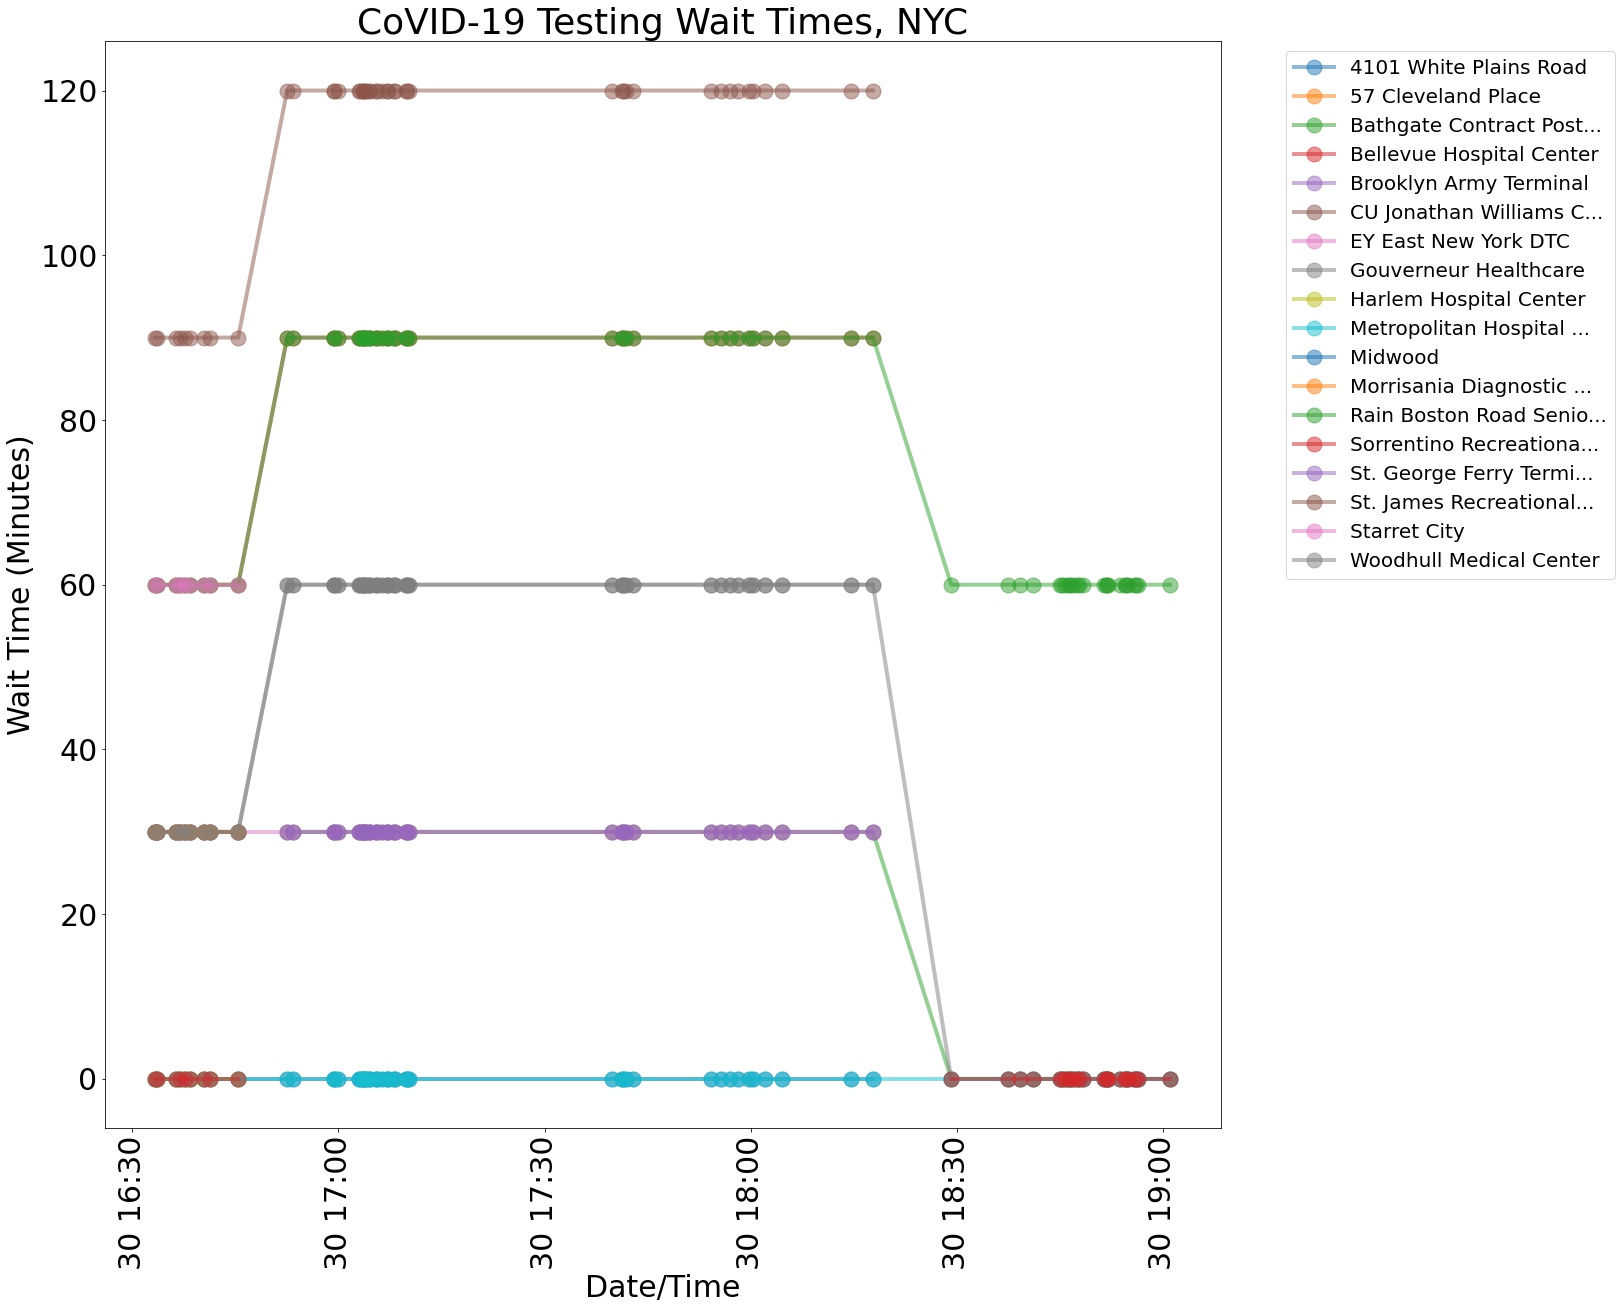 CoVID-19 Testing Wait Times, NYC
Wait Time (Minutes)
120
100
80
60
40
20
0
30 16:30
30 17:00
30 17:30
30 18:00
30 18:30
30 19:00
Date/Time
4101 White Plains Road
57 Cleveland Place
Bathgate Contract Post...
Bellevue Hospital Center
Brooklyn Army Terminal
CU Jonathan Williams C...
EY East New York DTC
Gouverneur Healthcare
Harlem Hospital Center
Metropolitan Hospital ...
Midwood
Morrisania Diagnostic ...
Rain Boston Road Senio...
Sorrentino Recreationa...
St. George Ferry Termi...
St. James Recreational...
Starret City
Woodhull Medical Center